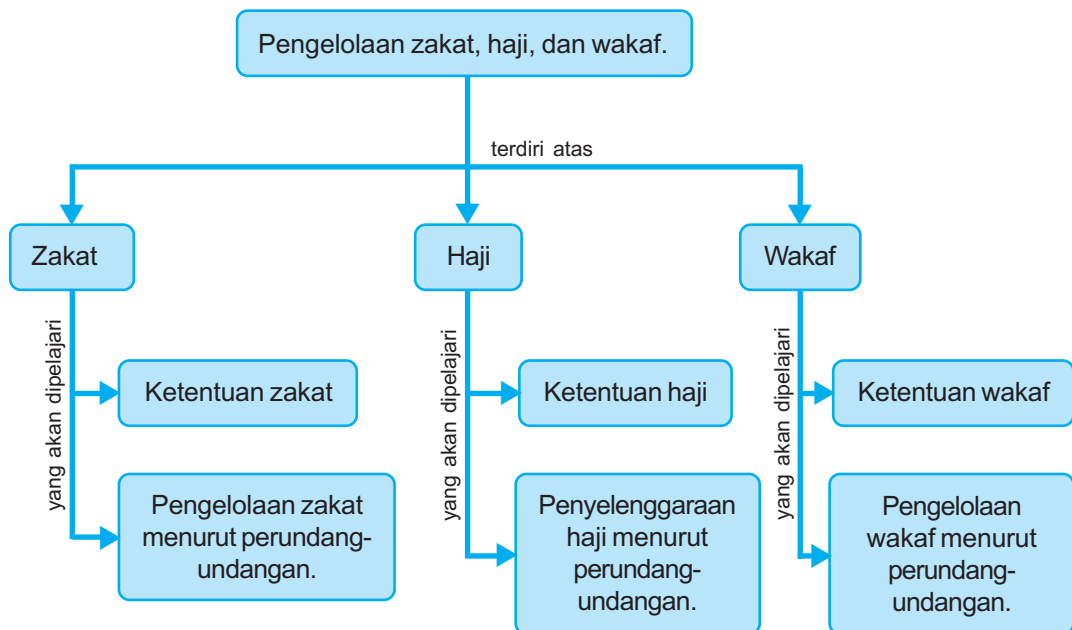 Pengelolaan zakat, haji, dan wakaf.
terdiri atas
Zakat
Haji
Wakaf
yang akan dipelajari
Ketentuan zakat
Pengelolaan zakat
menurut perundang-
undangan.
yang akan dipelajari
Ketentuan haji
Penyelenggaraan
haji menurut
perundang-
undangan.
yang akan dipelajari
Ketentuan wakaf
Pengelolaan
wakaf menurut
perundang-
undangan.